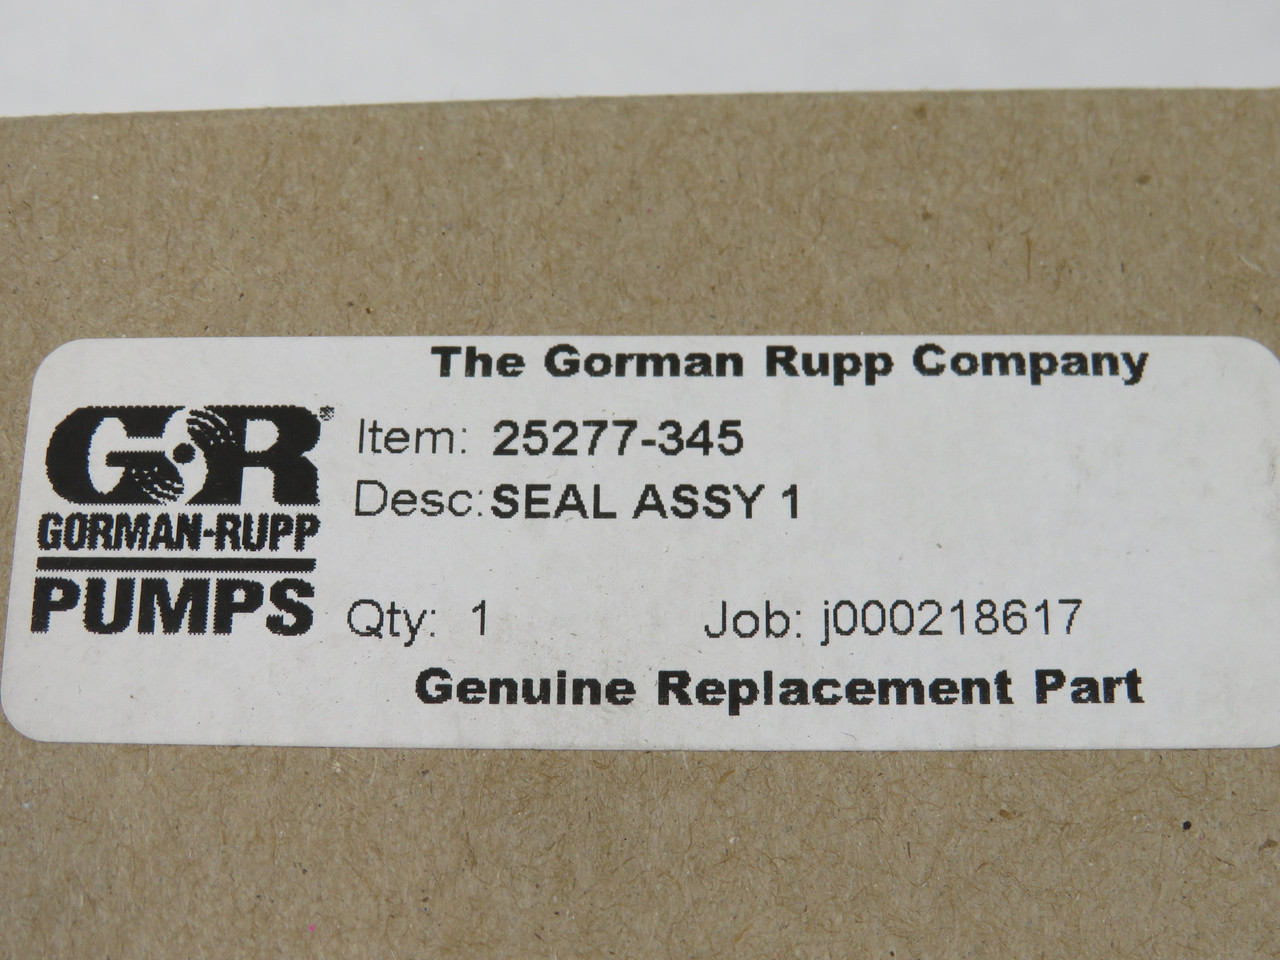 The Gorman Rupp Company
GR®
GORMAN-RUPP
PUMPS
Item: 25277-345
Desc: SEAL ASSY 1
Qty: 1 Job: j000218617
Genuine Replacement Part